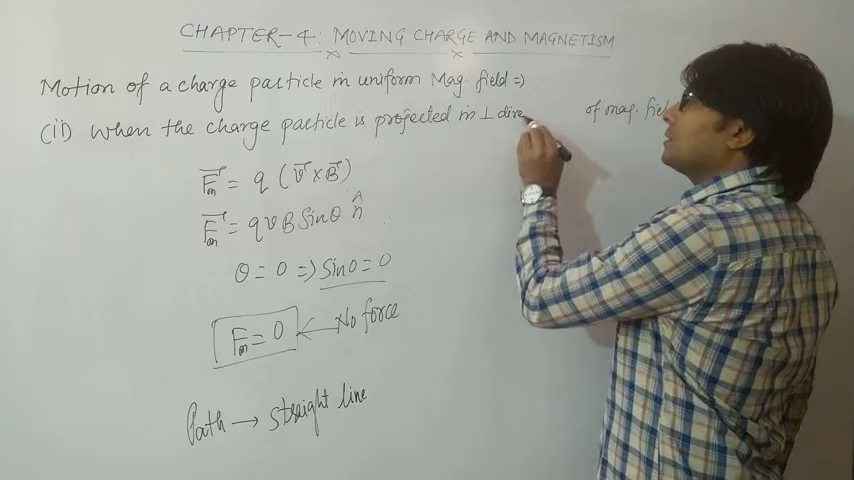 CHAPTER-4: MOVING CHARGE AND MAGNETISM
Motion of a charge particle in uniform Mag. field ⇒
(ii) when the charge particle is projected in ⊥ dire of mag. fiel
F⃗m = q (v⃗ × B⃗)
F⃗m = qvB Sinθ n̂
θ = 0 ⇒ Sinθ = 0
Fm = 0 ← No force
Path → straight line